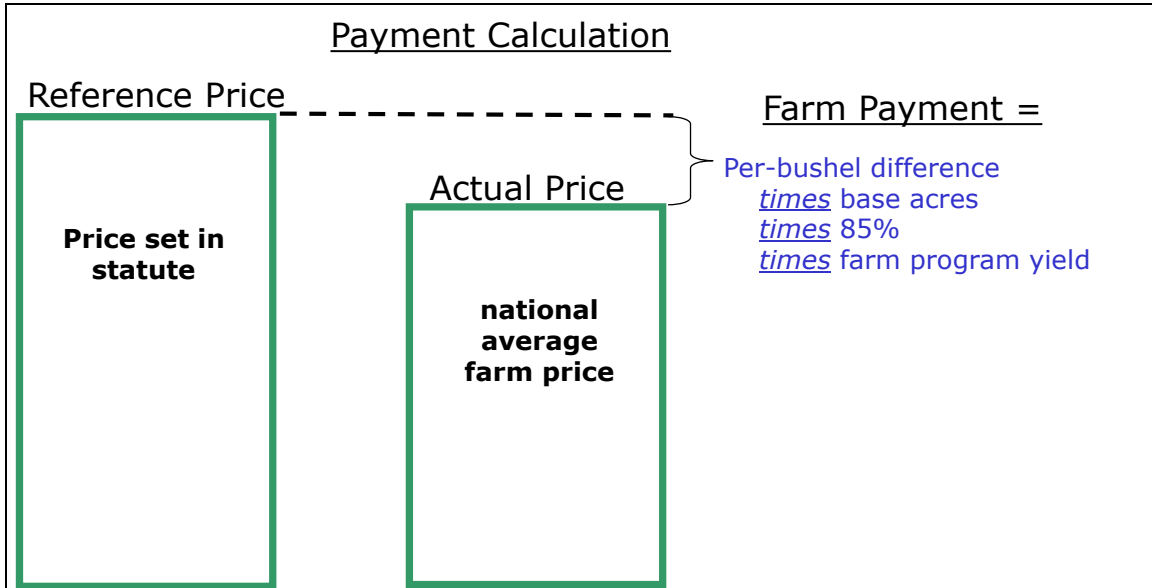 Payment Calculation
Reference Price
Price set in
statute
Actual Price
national
average
farm price
Farm Payment =
Per-bushel difference
times base acres
times 85%
times farm program yield